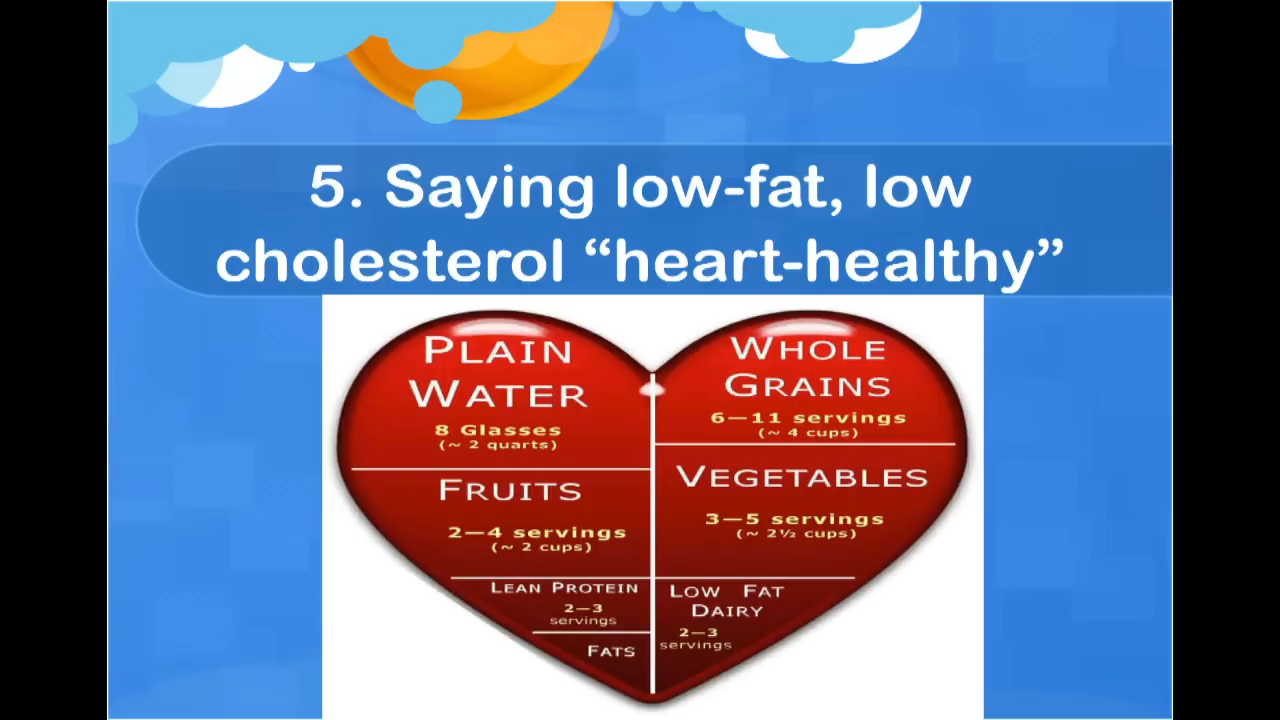 5. Saying low-fat, low
cholesterol “heart-healthy”
PLAIN
WATER
8 Glasses
(~ 2 quarts)
FRUITS
2—4 servings
(~ 2 cups)
LEAN PROTEIN
2—3
servings
FATS
WHOLE
GRAINS
6—11 servings
(~ 4 cups)
VEGETABLES
3—5 servings
(~ 2½ cups)
LOW FAT
DAIRY
2—3
servings